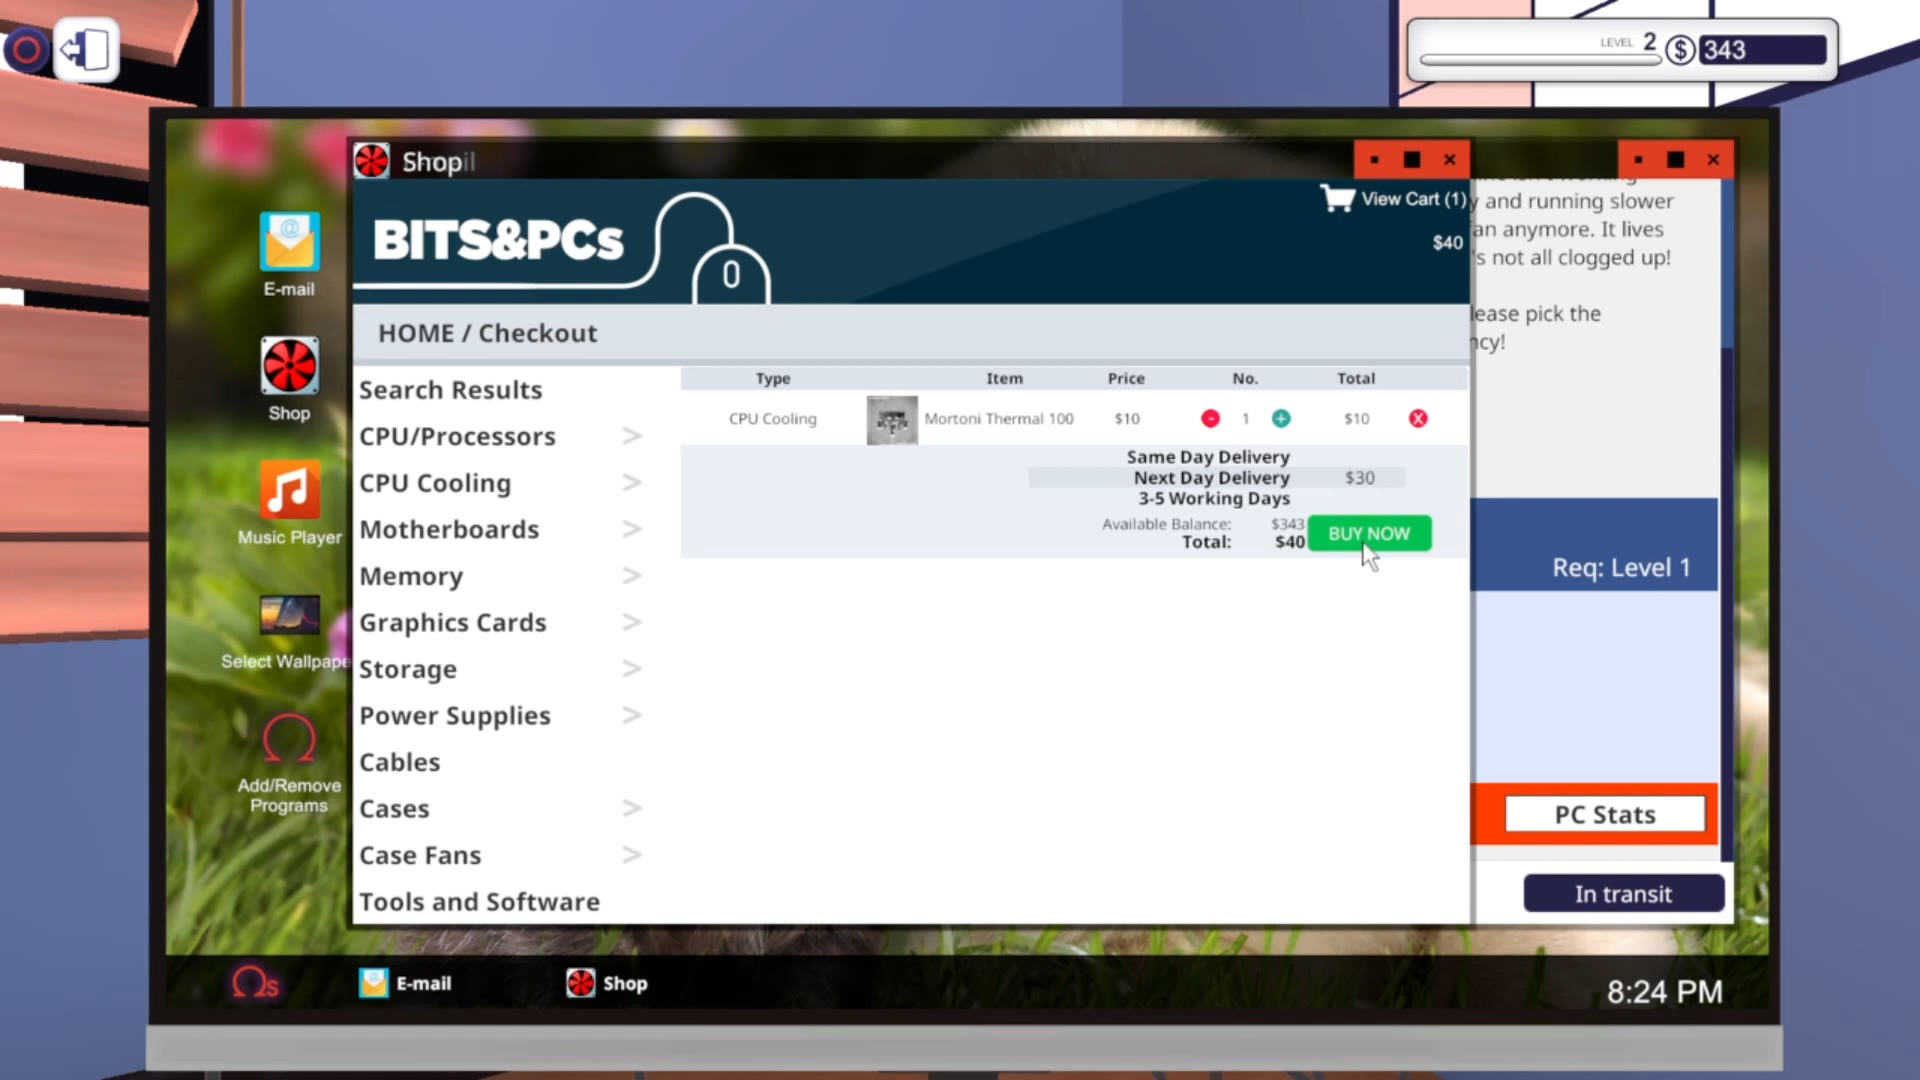 LEVEL 2 $ 343
Shop
View Cart (1)
$40
BITS&PCs
HOME / Checkout
E-mail
Shop
Music Player
Select Wallpape
Add/Remove
Programs
Search Results
CPU/Processors >
CPU Cooling >
Motherboards >
Memory >
Graphics Cards >
Storage >
Power Supplies >
Cables
Cases >
Case Fans >
Tools and Software
Type Item Price No. Total
CPU Cooling Mortoni Thermal 100 $10 - 1 + $10 X
Same Day Delivery
Next Day Delivery $30
3-5 Working Days
Available Balance: $343
Total: $40
BUY NOW
y and running slower
an anymore. It lives
's not all clogged up!
lease pick the
ncy!
Req: Level 1
PC Stats
In transit
E-mail
Shop
8:24 PM